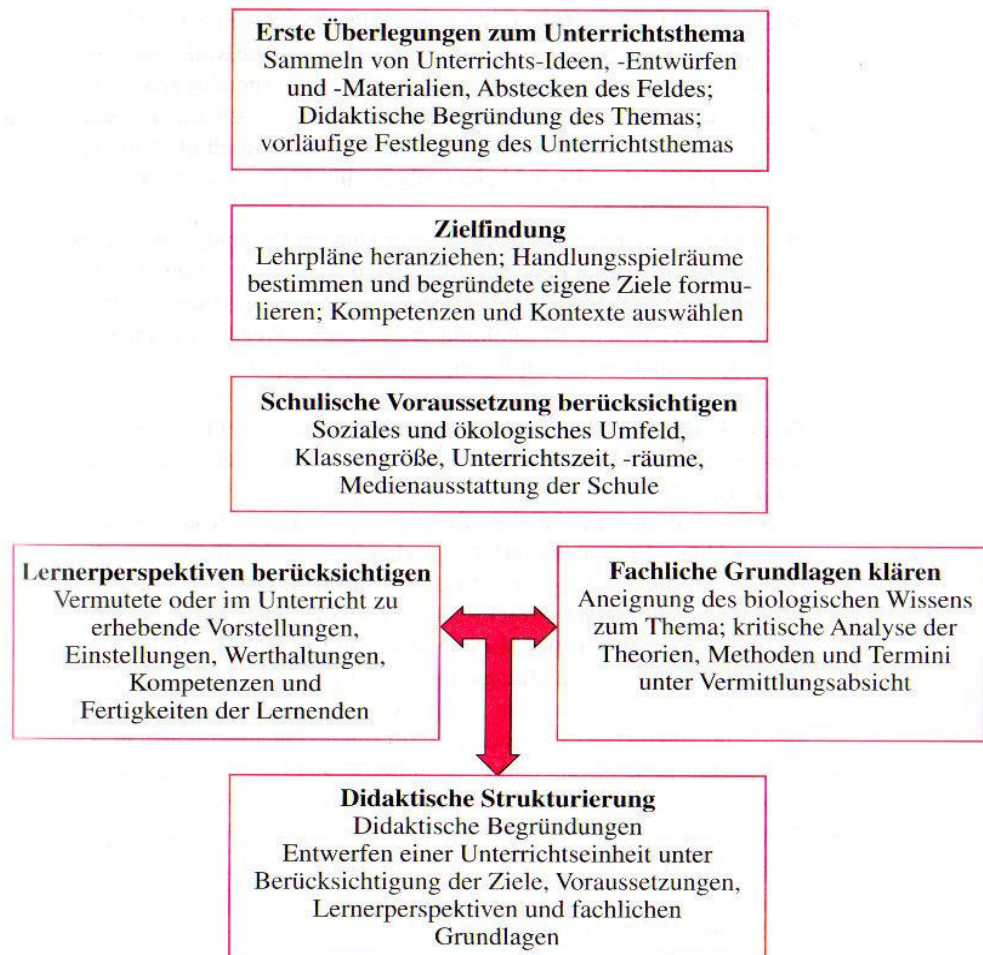 Erste Überlegungen zum Unterrichtsthema
Sammeln von Unterrichts-Ideen, -Entwürfen
und -Materialien, Abstecken des Feldes;
Didaktische Begründung des Themas;
vorläufige Festlegung des Unterrichtsthemas
Zielfindung
Lehrpläne heranziehen; Handlungsspielräume
bestimmen und begründete eigene Ziele formu-
lieren; Kompetenzen und Kontexte auswählen
Schulische Voraussetzung berücksichtigen
Soziales und ökologisches Umfeld,
Klassengröße, Unterrichtszeit, -räume,
Medienausstattung der Schule
Lernerperspektiven berücksichtigen
Vermutete oder im Unterricht zu
erhebende Vorstellungen,
Einstellungen, Werthaltungen,
Kompetenzen und
Fertigkeiten der Lernenden
Fachliche Grundlagen klären
Aneignung des biologischen Wissens
zum Thema; kritische Analyse der
Theorien, Methoden und Termini
unter Vermittlungsabsicht
Didaktische Strukturierung
Didaktische Begründungen
Entwerfen einer Unterrichtseinheit unter
Berücksichtigung der Ziele, Voraussetzungen,
Lernerperspektiven und fachlichen
Grundlagen